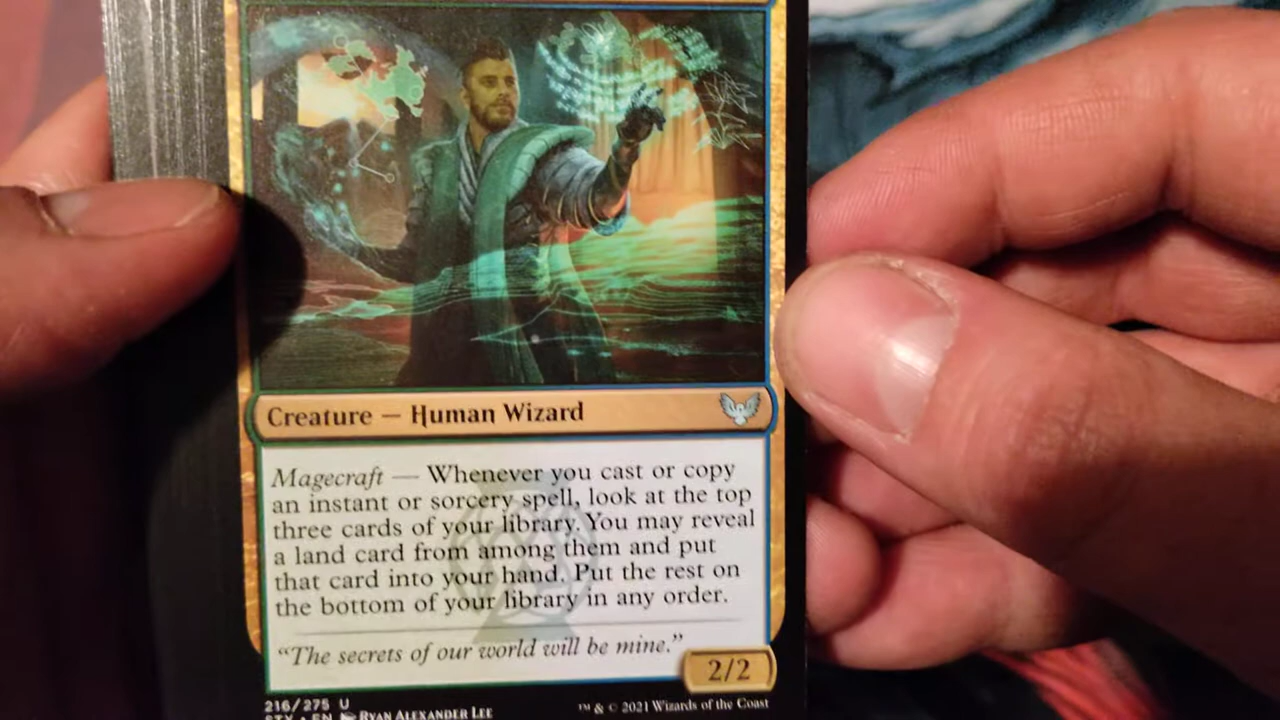 Creature — Human Wizard
Magecraft — Whenever you cast or copy
an instant or sorcery spell, look at the top
three cards of your library. You may reveal
a land card from among them and put
that card into your hand. Put the rest on
the bottom of your library in any order.
“The secrets of our world will be mine.”
2/2
216/275 U
STX • EN Ryan Alexander Lee
™ & © 2021 Wizards of the Coast